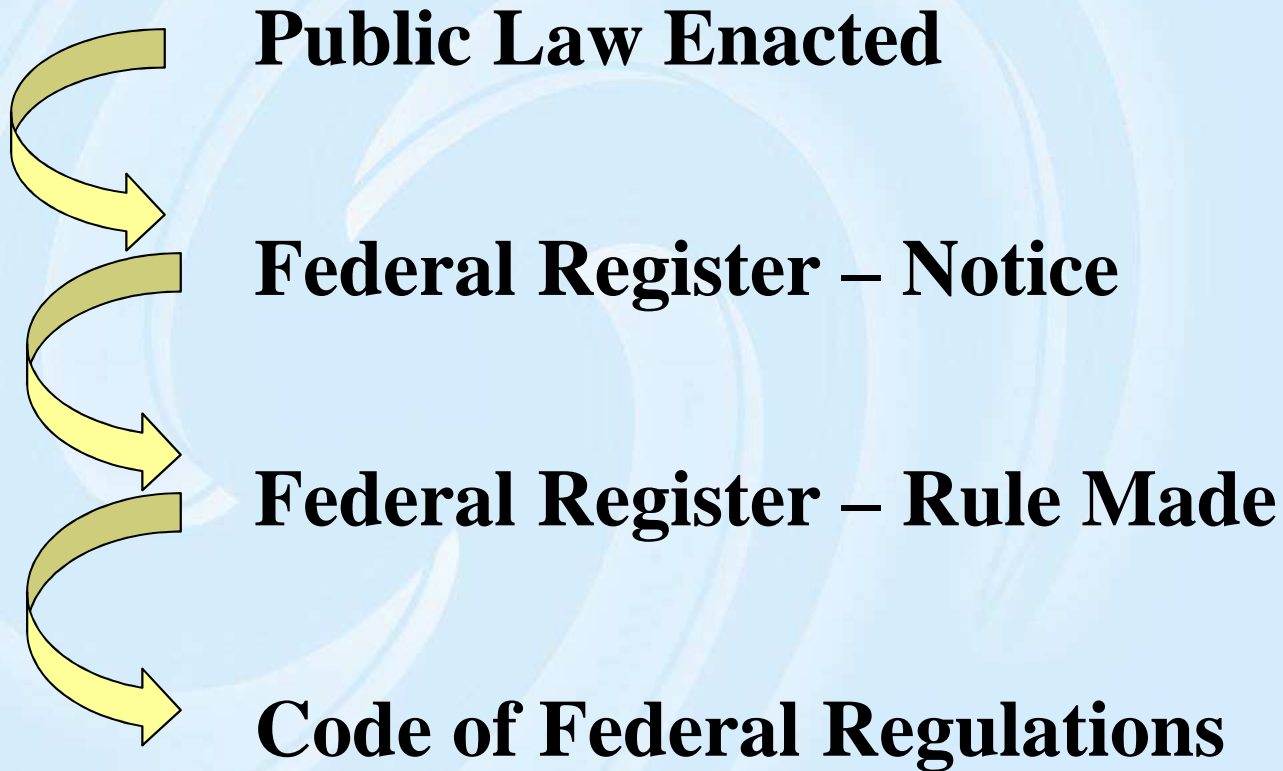 Public Law Enacted
Federal Register – Notice
Federal Register – Rule Made
Code of Federal Regulations